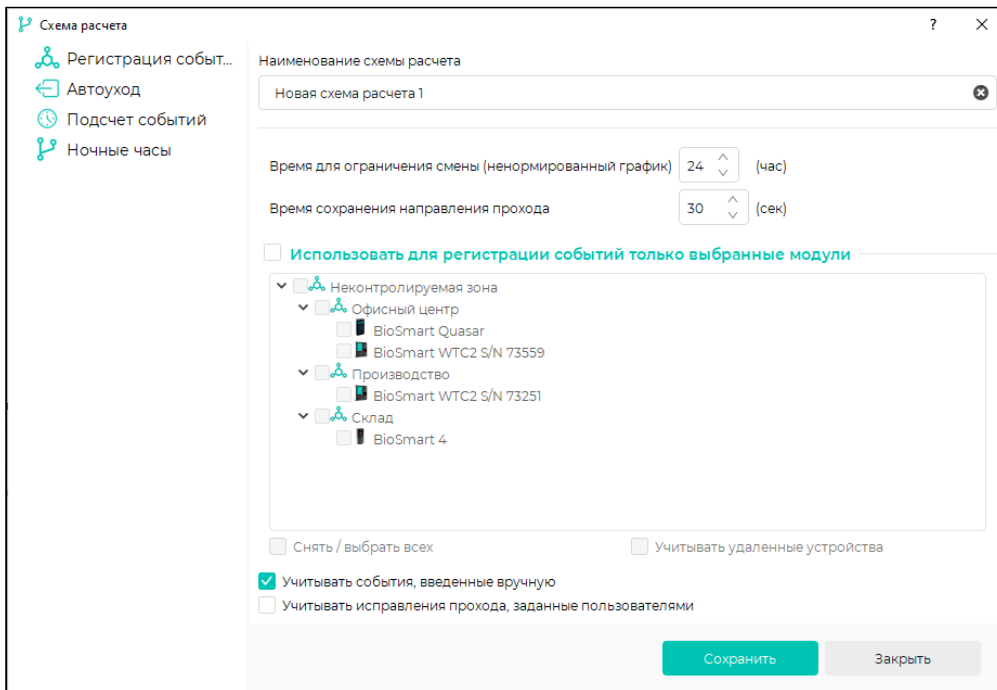 Схема расчета
?
Регистрация событ...
Автоуход
Подсчет событий
Ночные часы
Наименование схемы расчета
Новая схема расчета 1
Время для ограничения смены (ненормированный график) 24 (час)
Время сохранения направления прохода 30 (сек)
Использовать для регистрации событий только выбранные модули
Неконтролируемая зона
Офисный центр
BioSmart Quasar
BioSmart WTC2 S/N 73559
Производство
BioSmart WTC2 S/N 73251
Склад
BioSmart 4
Снять / выбрать всех
Учитывать удаленные устройства
Учитывать события, введенные вручную
Учитывать исправления прохода, заданные пользователями
Сохранить
Закрыть